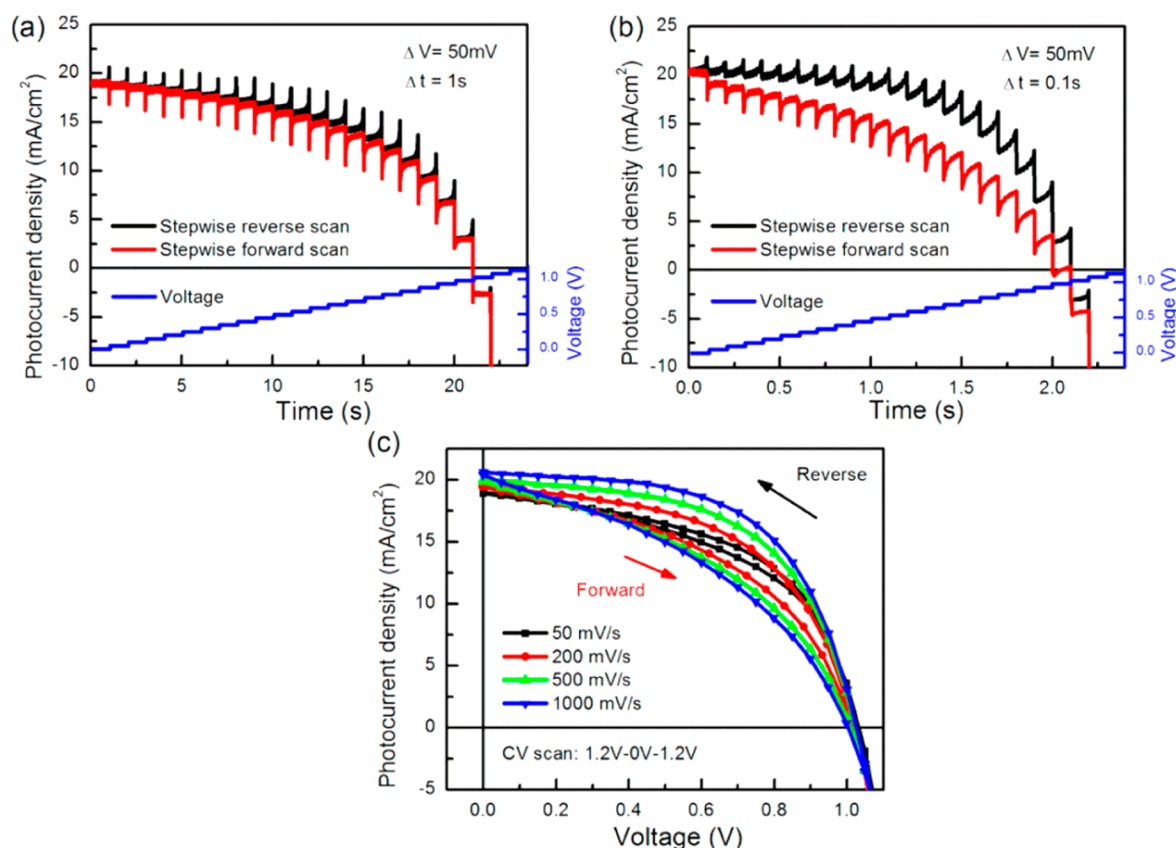 (a)
25
20
15
10
5
0
-5
-10
Photocurrent density (mA/cm²)
Δ V= 50mV
Δ t = 1s
Stepwise reverse scan
Stepwise forward scan
Voltage
1.0
0.5
0.0
Voltage (V)
0 5 10 15 20
Time (s)
(b)
25
20
15
10
5
0
-5
-10
Photocurrent density (mA/cm²)
Δ V= 50mV
Δ t = 0.1s
Stepwise reverse scan
Stepwise forward scan
Voltage
1.0
0.5
0.0
Voltage (V)
0.0 0.5 1.0 1.5 2.0
Time (s)
(c)
20
15
10
5
0
-5
Photocurrent density (mA/cm²)
Reverse
Forward
50 mV/s
200 mV/s
500 mV/s
1000 mV/s
CV scan: 1.2V-0V-1.2V
0.0 0.2 0.4 0.6 0.8 1.0
Voltage (V)